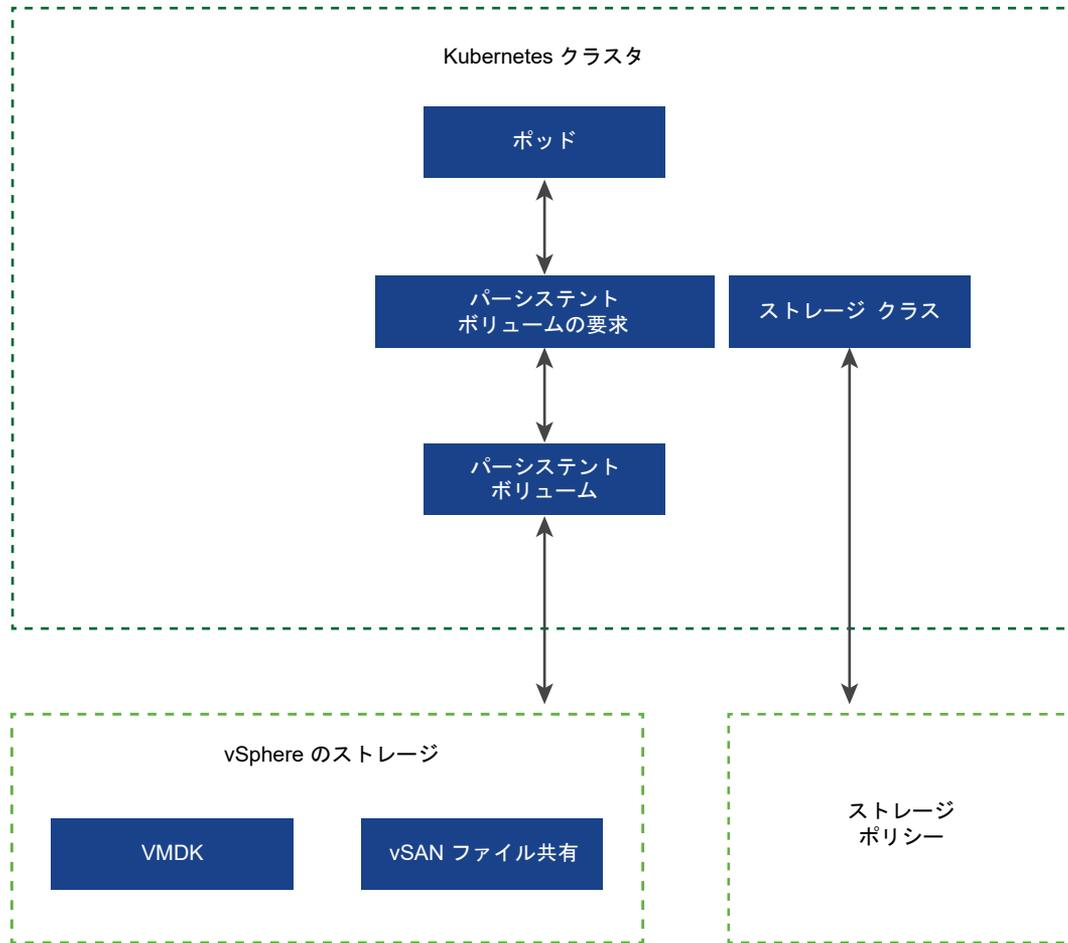 Kubernetes クラスタ
ポッド
パーシステント
ボリュームの要求
ストレージ クラス
パーシステント
ボリューム
vSphere のストレージ
VMDK
vSAN ファイル共有
ストレージ
ポリシー